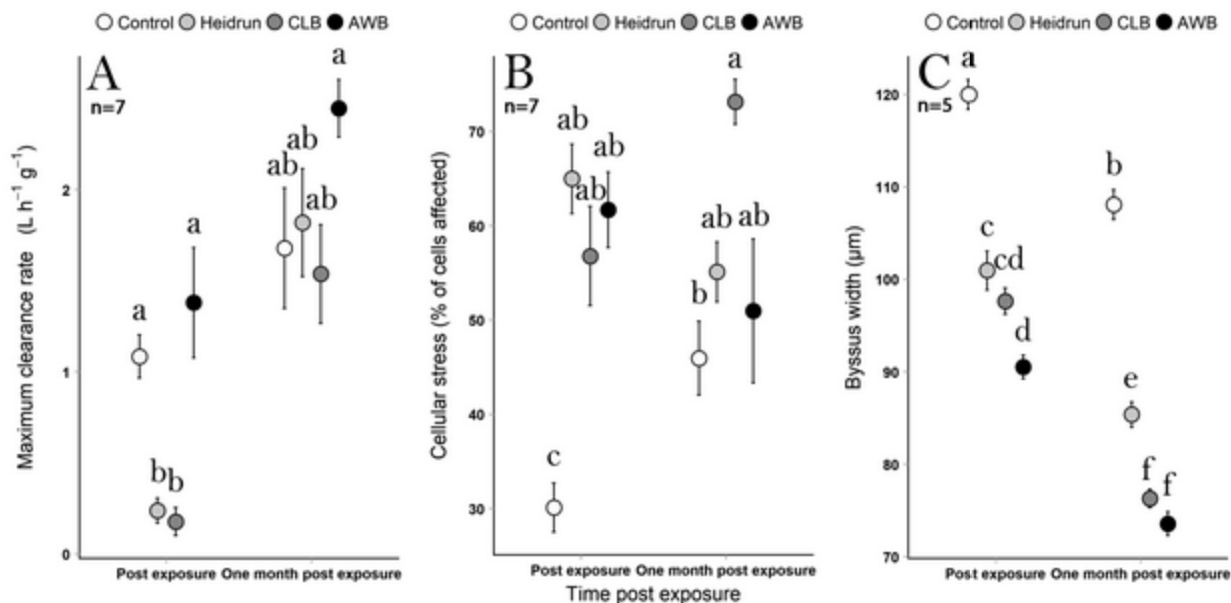 Control Heidrun CLB AWB
A
n=7
Maximum clearance rate (L h⁻¹ g⁻¹)
2
1
0
a
b
b
a
ab
ab
ab
a
Post exposure One month post exposure
Control Heidrun CLB AWB
B
n=7
Cellular stress (% of cells affected)
70
60
50
40
30
c
ab
ab
ab
b
ab
a
ab
Post exposure One month post exposure
Time post exposure
Control Heidrun CLB AWB
C
n=5
Byssus width (µm)
120
110
100
90
80
70
a
c
cd
d
b
e
f
f
Post exposure One month post exposure